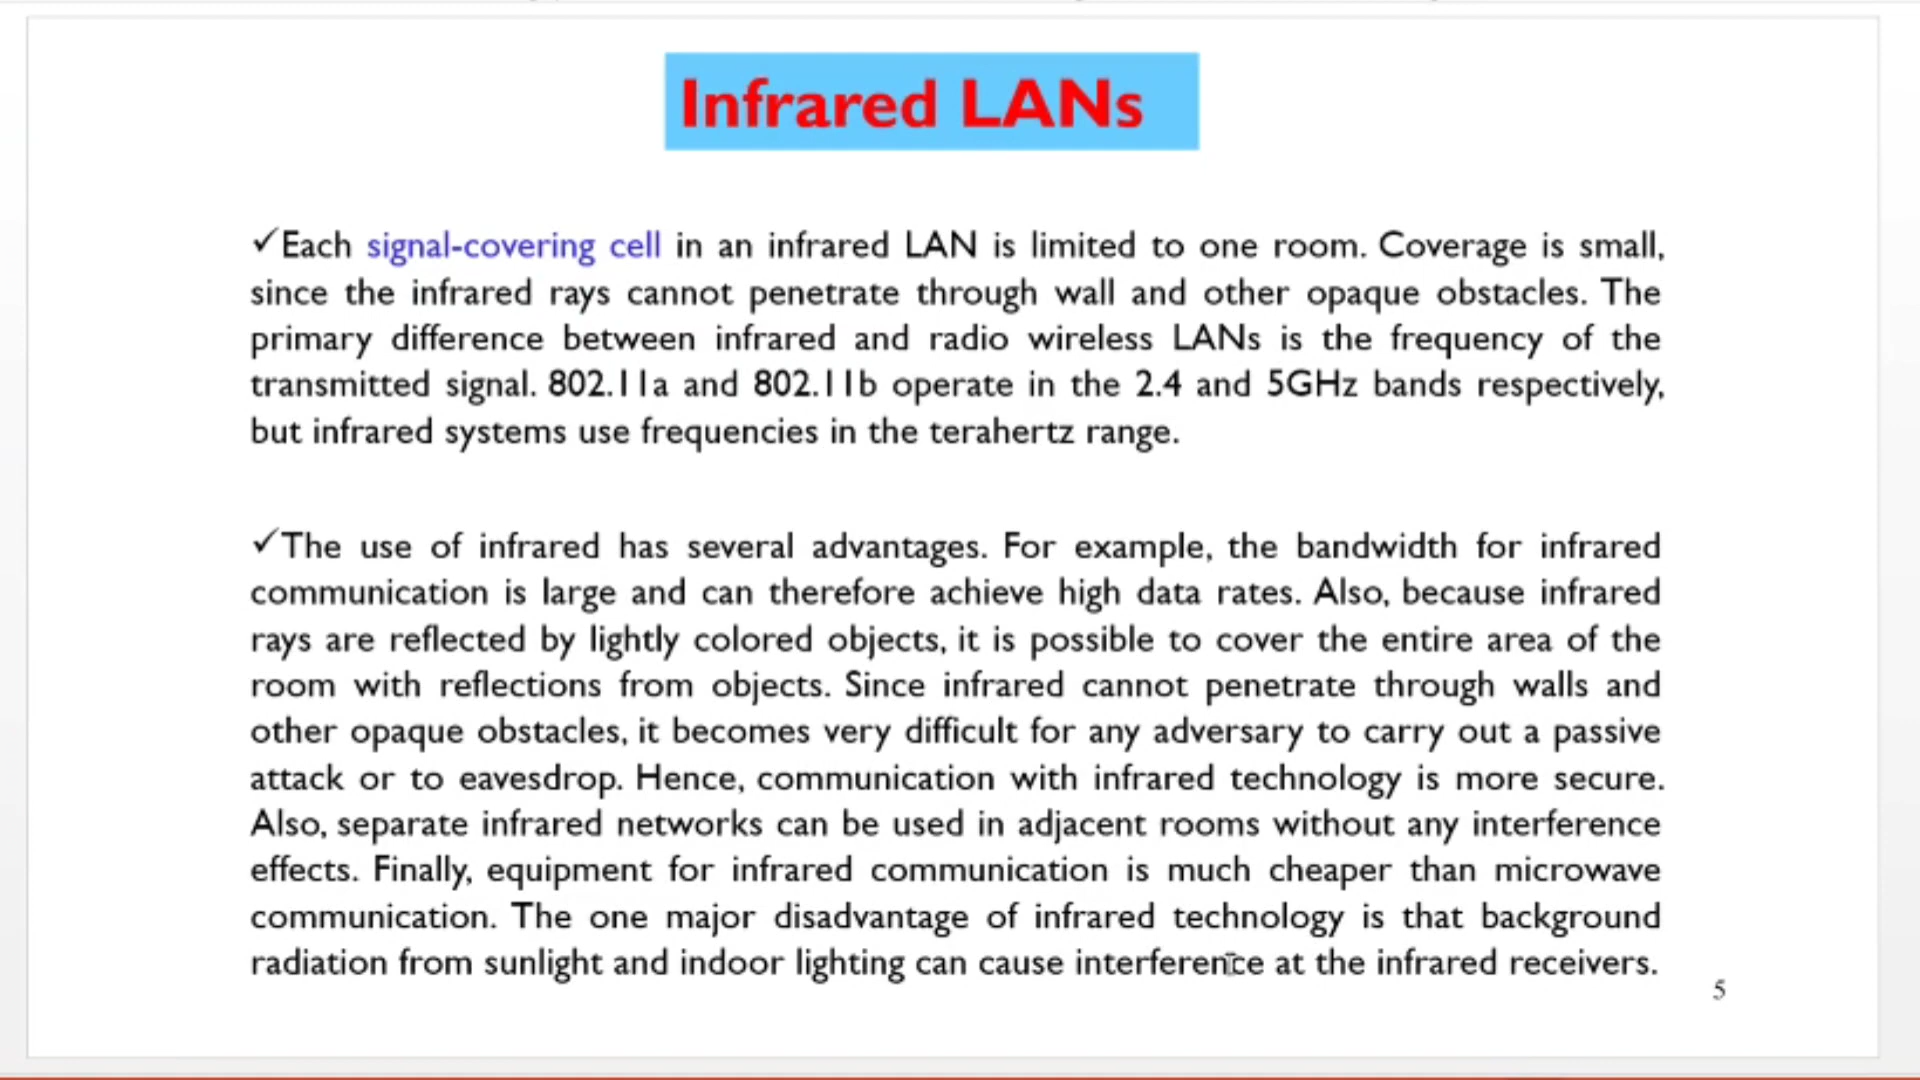 Infrared LANs
✓Each signal-covering cell in an infrared LAN is limited to one room. Coverage is small,
since the infrared rays cannot penetrate through wall and other opaque obstacles. The
primary difference between infrared and radio wireless LANs is the frequency of the
transmitted signal. 802.11a and 802.11b operate in the 2.4 and 5GHz bands respectively,
but infrared systems use frequencies in the terahertz range.
✓The use of infrared has several advantages. For example, the bandwidth for infrared
communication is large and can therefore achieve high data rates. Also, because infrared
rays are reflected by lightly colored objects, it is possible to cover the entire area of the
room with reflections from objects. Since infrared cannot penetrate through walls and
other opaque obstacles, it becomes very difficult for any adversary to carry out a passive
attack or to eavesdrop. Hence, communication with infrared technology is more secure.
Also, separate infrared networks can be used in adjacent rooms without any interference
effects. Finally, equipment for infrared communication is much cheaper than microwave
communication. The one major disadvantage of infrared technology is that background
radiation from sunlight and indoor lighting can cause interference at the infrared receivers.
5